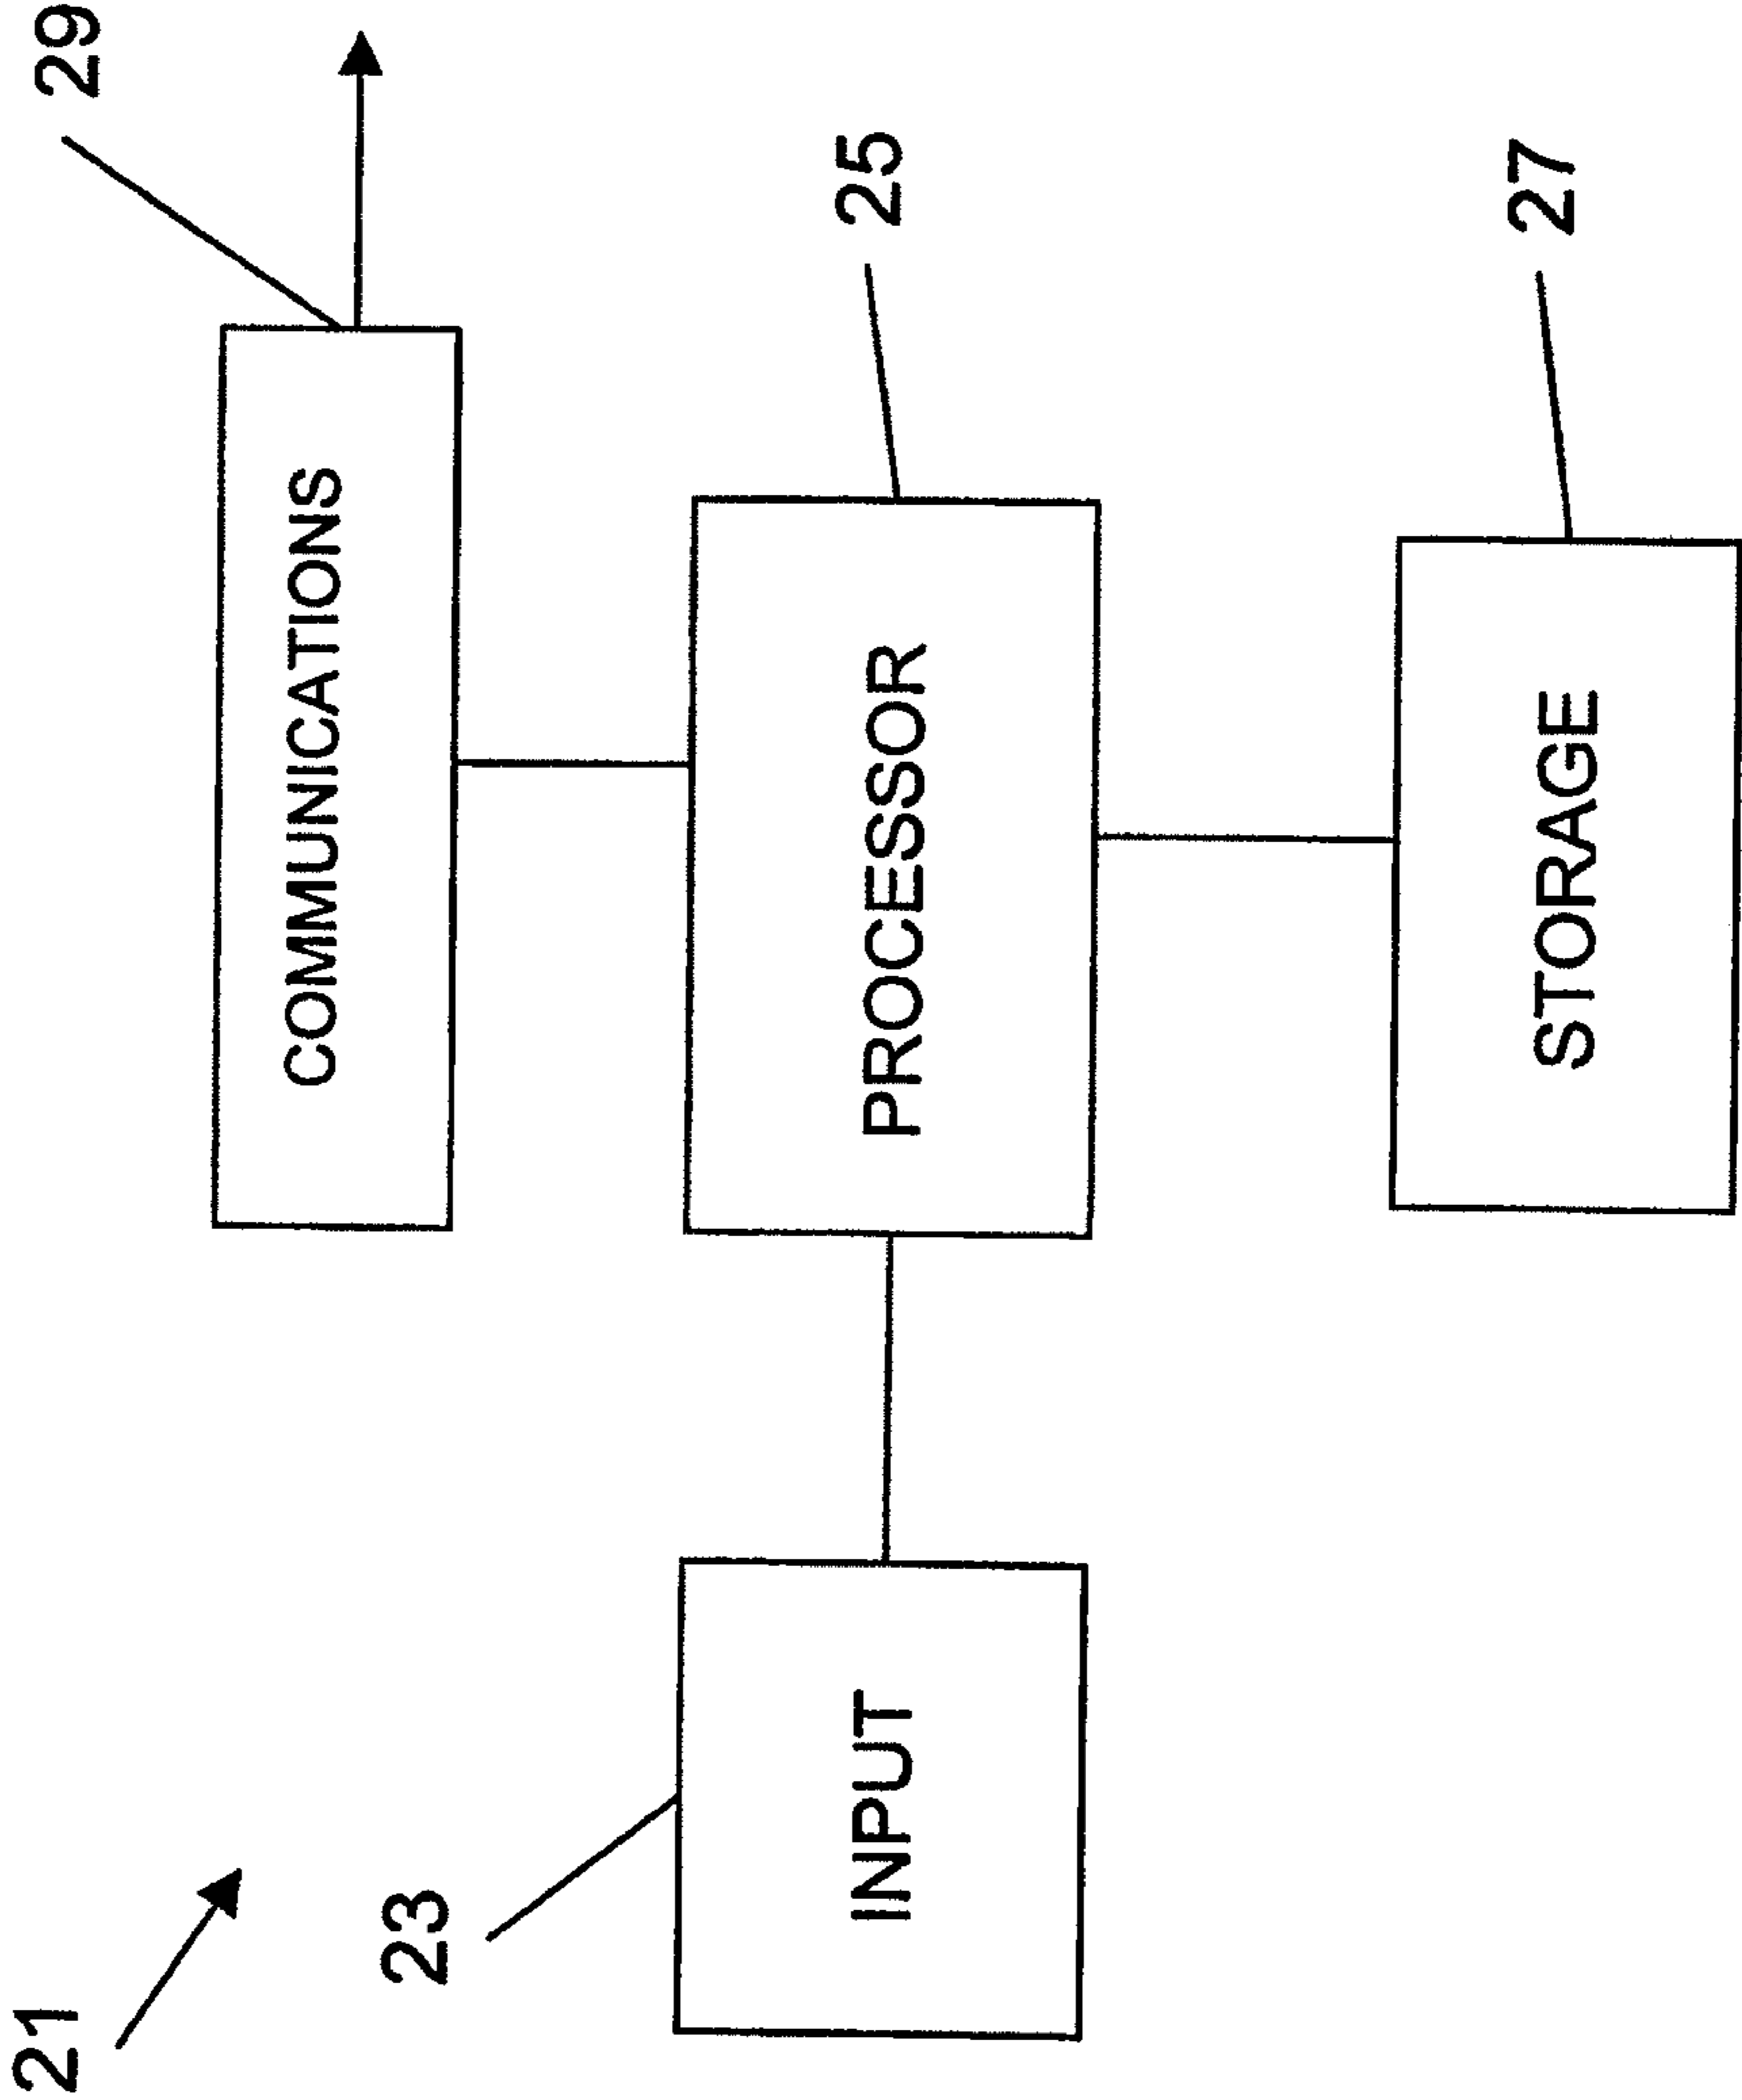 21
29
COMMUNICATIONS
23
25
INPUT
PROCESSOR
27
STORAGE